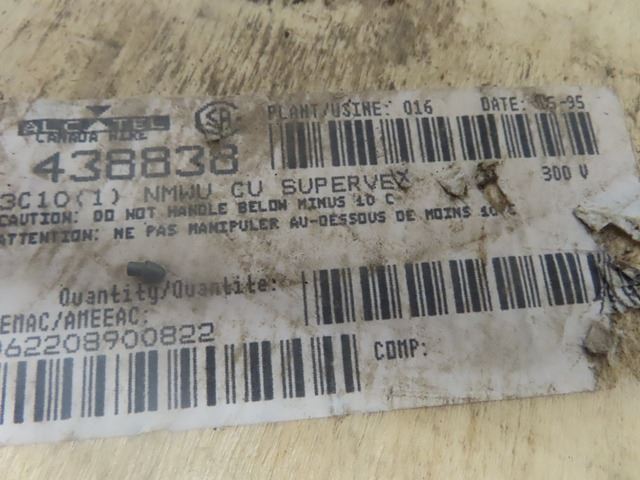 ALCATEL
CANADA WIRE
PLANT/USINE: 016
DATE: 05-95
438838
3C10(1) NMWU CU SUPERVEX
300 V
CAUTION: DO NOT HANDLE BELOW MINUS 10 C
ATTENTION: NE PAS MANIPULER AU-DESSOUS DE MOINS 10 C
Quantity/Quantite:
EEMAC/AMEEAC:
062208900822
COMP: